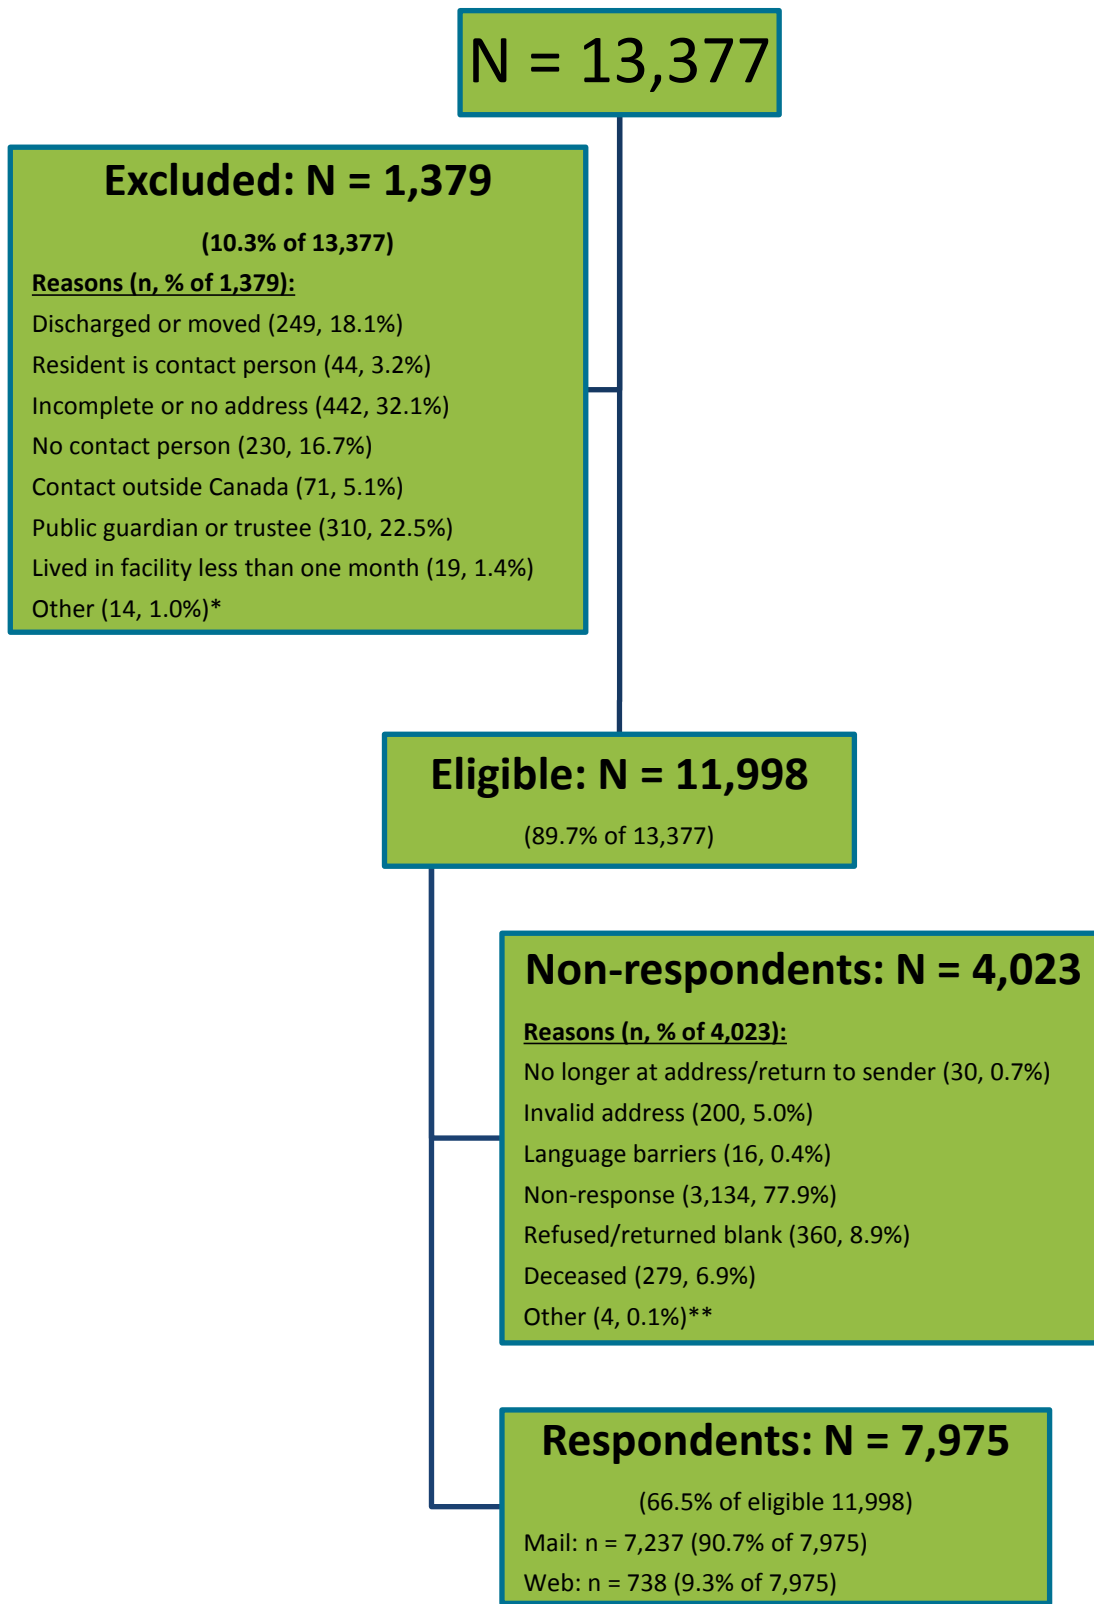 N = 13,377
Excluded: N = 1,379
(10.3% of 13,377)
Reasons (n, % of 1,379):
Discharged or moved (249, 18.1%)
Resident is contact person (44, 3.2%)
Incomplete or no address (442, 32.1%)
No contact person (230, 16.7%)
Contact outside Canada (71, 5.1%)
Public guardian or trustee (310, 22.5%)
Lived in facility less than one month (19, 1.4%)
Other (14, 1.0%)*
Eligible: N = 11,998
(89.7% of 13,377)
Non-respondents: N = 4,023
Reasons (n, % of 4,023):
No longer at address/return to sender (30, 0.7%)
Invalid address (200, 5.0%)
Language barriers (16, 0.4%)
Non-response (3,134, 77.9%)
Refused/returned blank (360, 8.9%)
Deceased (279, 6.9%)
Other (4, 0.1%)**
Respondents: N = 7,975
(66.5% of eligible 11,998)
Mail: n = 7,237 (90.7% of 7,975)
Web: n = 738 (9.3% of 7,975)